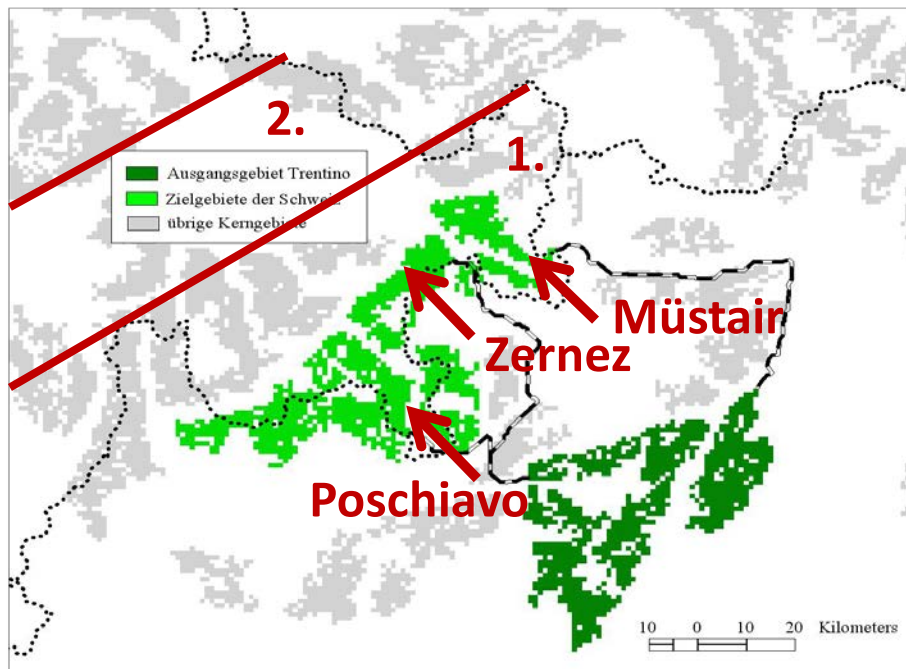 2.
1.
Ausgangsgebiet Trentino
Zielgebiete der Schweiz
übrige Kerngebiete
Müstair
Zernez
Poschiavo
10 0 10 20 Kilometers